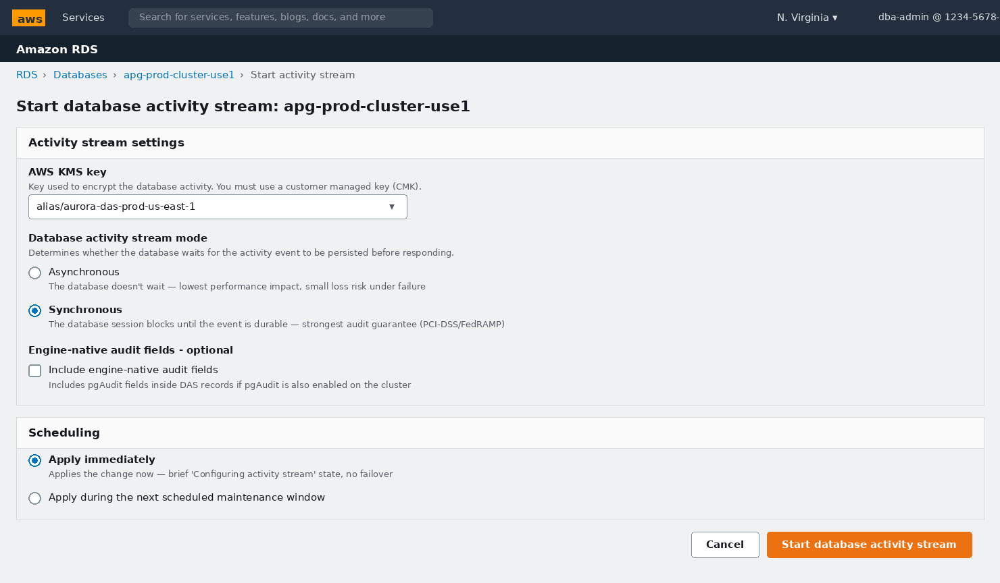 aws Services Search for services, features, blogs, docs, and more N. Virginia ▾ dba-admin @ 1234-5678-
Amazon RDS
RDS › Databases › apg-prod-cluster-use1 › Start activity stream
Start database activity stream: apg-prod-cluster-use1
Activity stream settings
AWS KMS key
Key used to encrypt the database activity. You must use a customer managed key (CMK).
alias/aurora-das-prod-us-east-1 ▾
Database activity stream mode
Determines whether the database waits for the activity event to be persisted before responding.
Asynchronous
The database doesn't wait — lowest performance impact, small loss risk under failure
Synchronous
The database session blocks until the event is durable — strongest audit guarantee (PCI-DSS/FedRAMP)
Engine-native audit fields - optional
Include engine-native audit fields
Includes pgAudit fields inside DAS records if pgAudit is also enabled on the cluster
Scheduling
Apply immediately
Applies the change now — brief 'Configuring activity stream' state, no failover
Apply during the next scheduled maintenance window
Cancel Start database activity stream